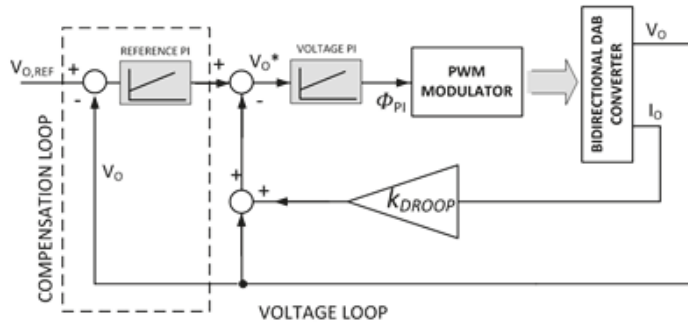 REFERENCE PI
VOLTAGE PI
V_O,REF
+
-
+
V_O*
-
Φ_PI
PWM
MODULATOR
BIDIRECTIONAL DAB
CONVERTER
V_O
I_O
COMPENSATION LOOP
V_O
+
+
k_DROOP
VOLTAGE LOOP